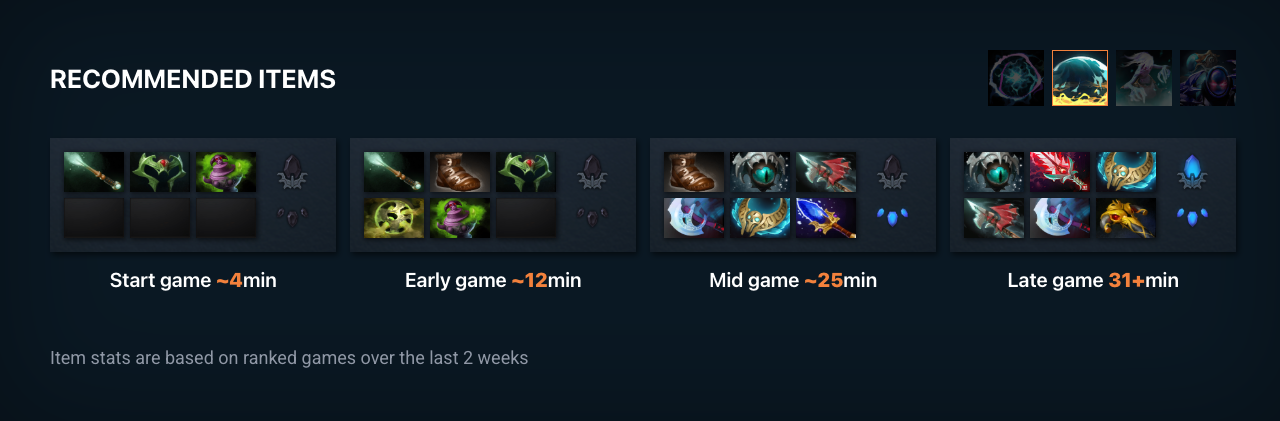 RECOMMENDED ITEMS
Start game ~4min
Early game ~12min
Mid game ~25min
Late game 31+min
Item stats are based on ranked games over the last 2 weeks